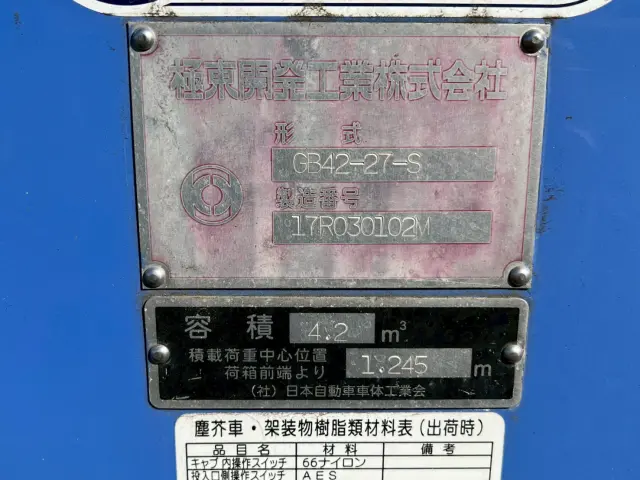 極東開発工業株式会社
形 式
GB42-27-S
製造番号
17R030102M
容積 4.2 m³
積載荷重中心位置
荷箱前端より 1.245 m
(社)日本自動車車体工業会
塵芥車・架装物樹脂類材料表(出荷時)
品目名 材料 備考
キャブ内操作スイッチ 66ナイロン
投入口側操作スイッチ AES